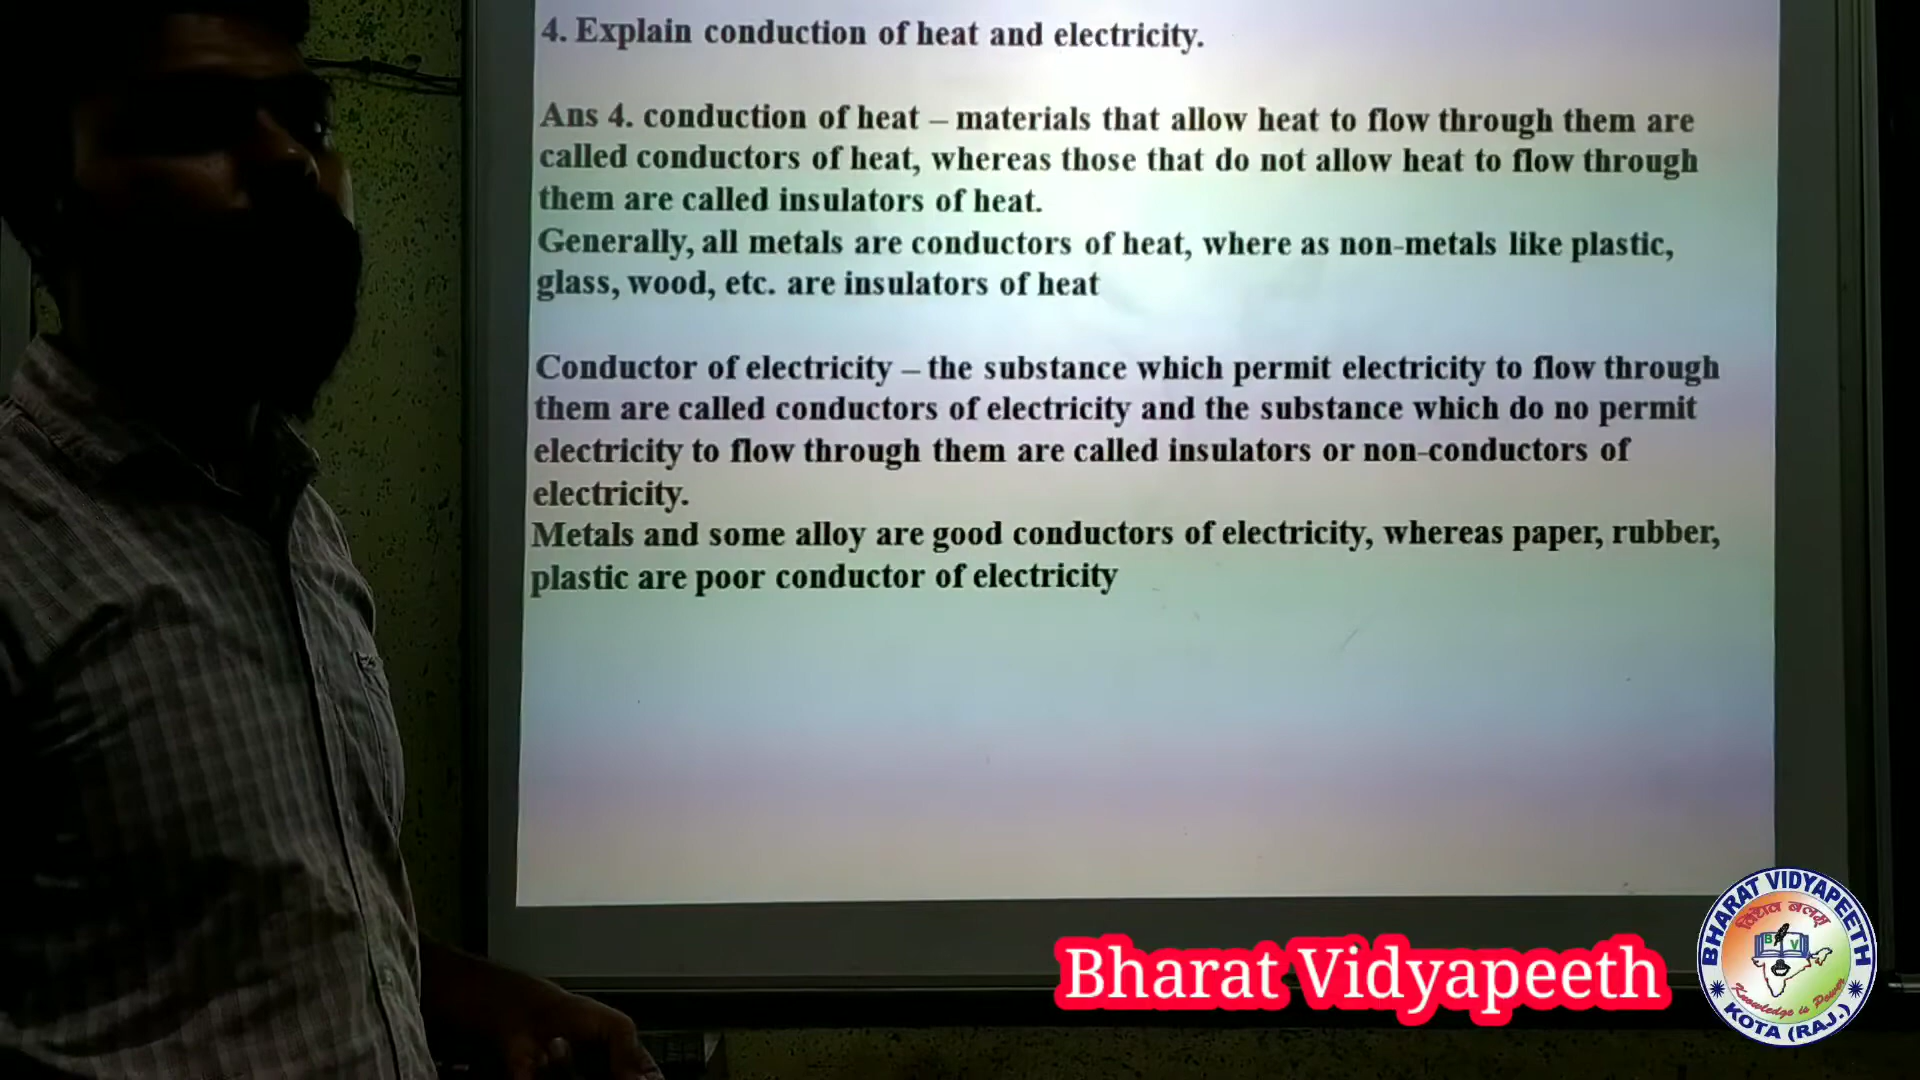 4. Explain conduction of heat and electricity.
Ans 4. conduction of heat – materials that allow heat to flow through them are
called conductors of heat, whereas those that do not allow heat to flow through
them are called insulators of heat.
Generally, all metals are conductors of heat, where as non-metals like plastic,
glass, wood, etc. are insulators of heat
Conductor of electricity – the substance which permit electricity to flow through
them are called conductors of electricity and the substance which do no permit
electricity to flow through them are called insulators or non-conductors of
electricity.
Metals and some alloy are good conductors of electricity, whereas paper, rubber,
plastic are poor conductor of electricity
Bharat Vidyapeeth
BHARAT VIDYAPEETH
B V
Knowledge is Power
KOTA (RAJ.)